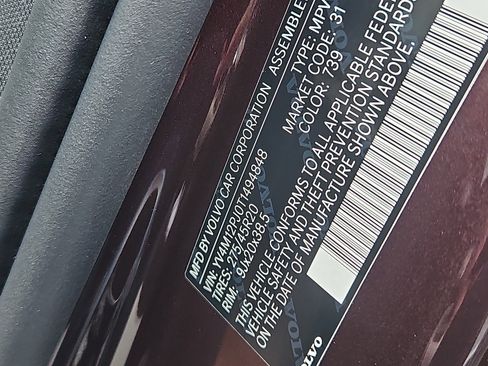 MFD BY VOLVO CAR CORPORATION ASSEMBLE
VIN: TYPE: MPV
TIRES: 275/45R20 MARKET CODE: 31
RIM: 9Jx20x38.5 COLOR: 739
THIS VEHICLE CONFORMS TO ALL APPLICABLE FEDE
VEHICLE SAFETY AND THEFT PREVENTION STANDARDS
ON THE DATE OF MANUFACTURE SHOWN ABOVE.
VOLVO